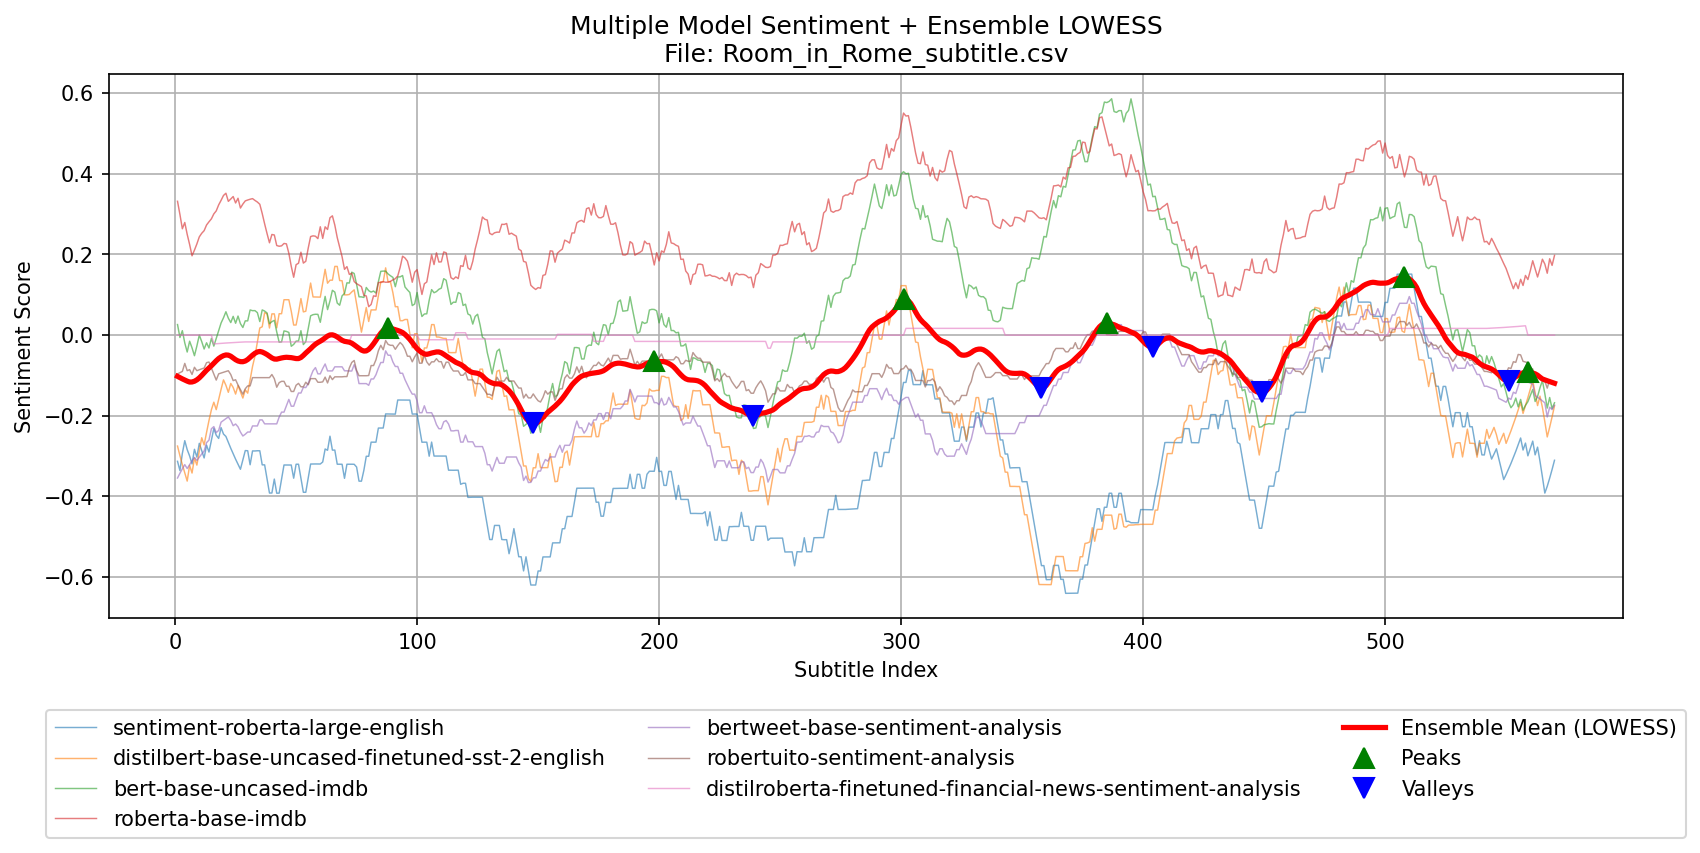 Multiple Model Sentiment + Ensemble LOWESS
File: Room_in_Rome_subtitle.csv
Sentiment Score
0.6
0.4
0.2
0.0
−0.2
−0.4
−0.6
0 100 200 300 400 500
Subtitle Index
sentiment-roberta-large-english
distilbert-base-uncased-finetuned-sst-2-english
bert-base-uncased-imdb
roberta-base-imdb
bertweet-base-sentiment-analysis
robertuito-sentiment-analysis
distilroberta-finetuned-financial-news-sentiment-analysis
Ensemble Mean (LOWESS)
Peaks
Valleys